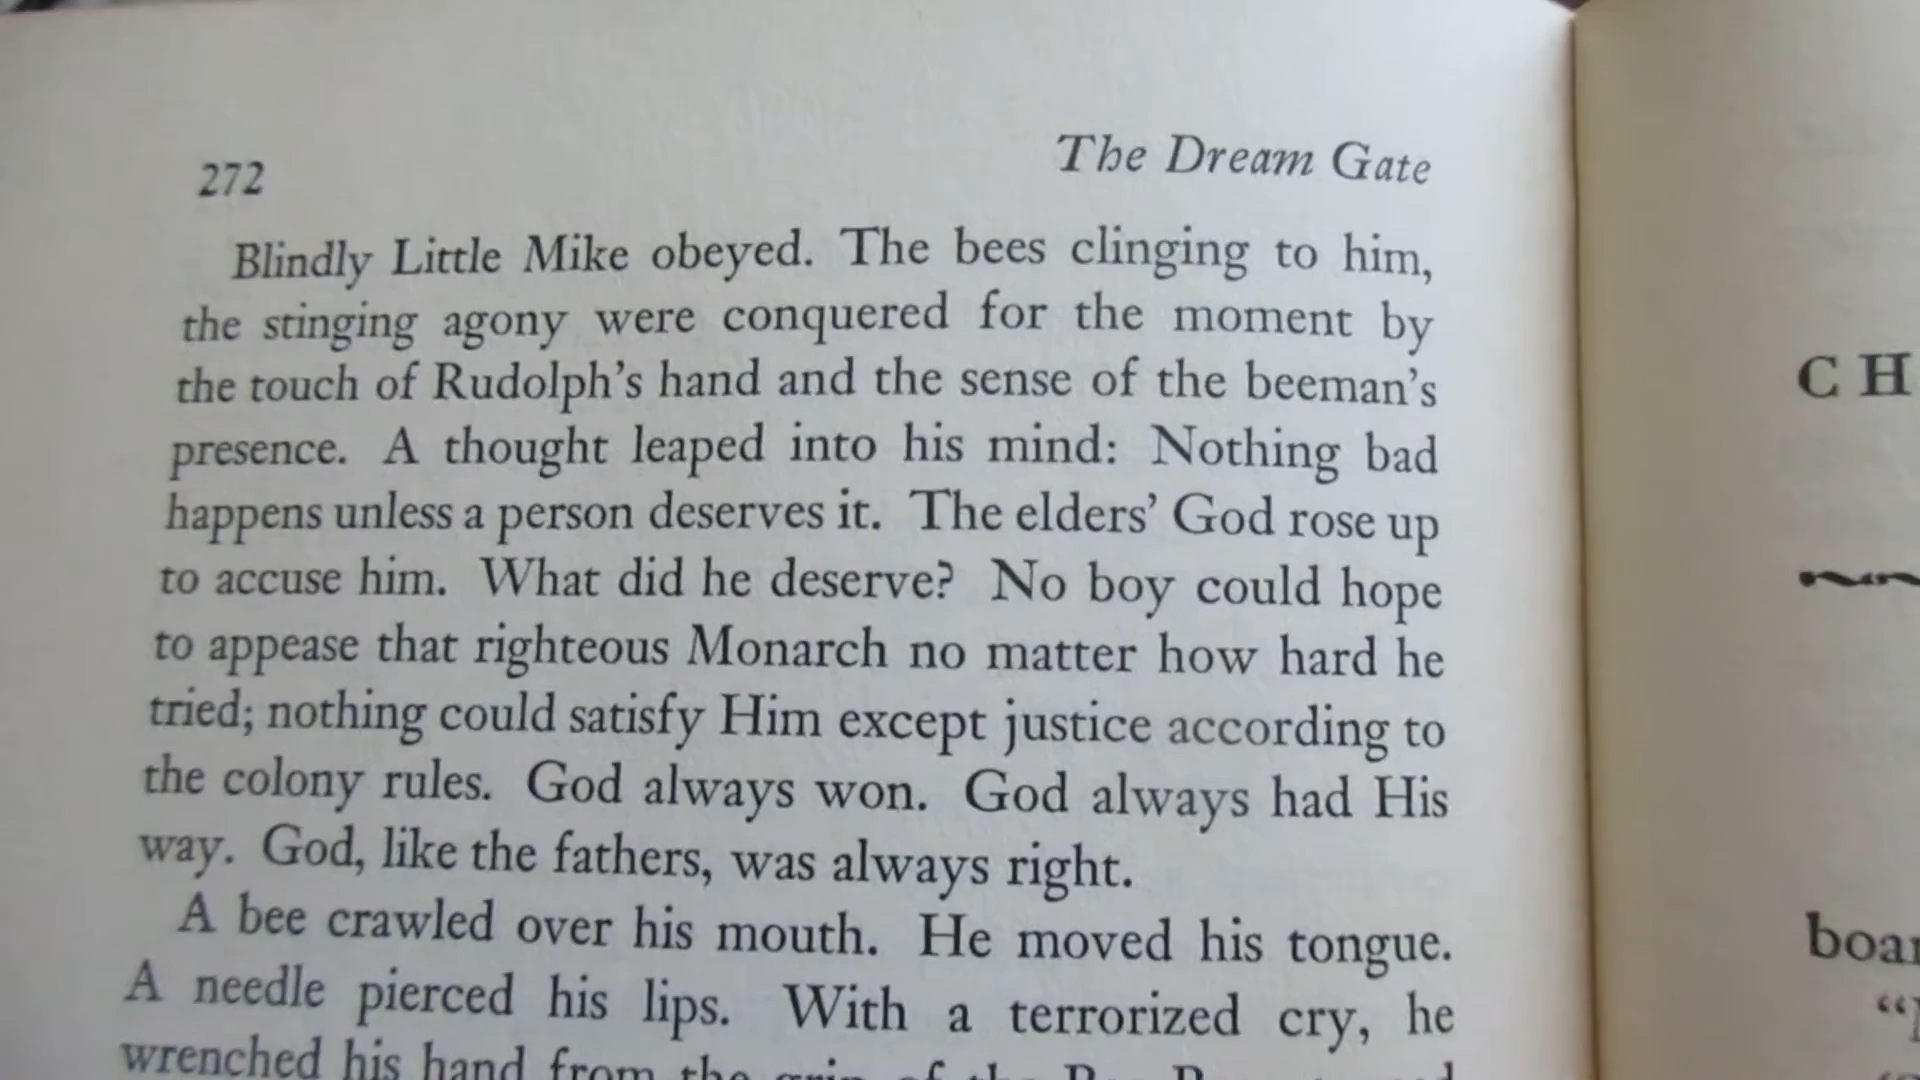 272
The Dream Gate
Blindly Little Mike obeyed. The bees clinging to him,
the stinging agony were conquered for the moment by
the touch of Rudolph's hand and the sense of the beeman's
presence. A thought leaped into his mind: Nothing bad
happens unless a person deserves it. The elders' God rose up
to accuse him. What did he deserve? No boy could hope
to appease that righteous Monarch no matter how hard he
tried; nothing could satisfy Him except justice according to
the colony rules. God always won. God always had His
way. God, like the fathers, was always right.
A bee crawled over his mouth. He moved his tongue.
A needle pierced his lips. With a terrorized cry, he
wrenched his hand from the grip of the
CH
boar